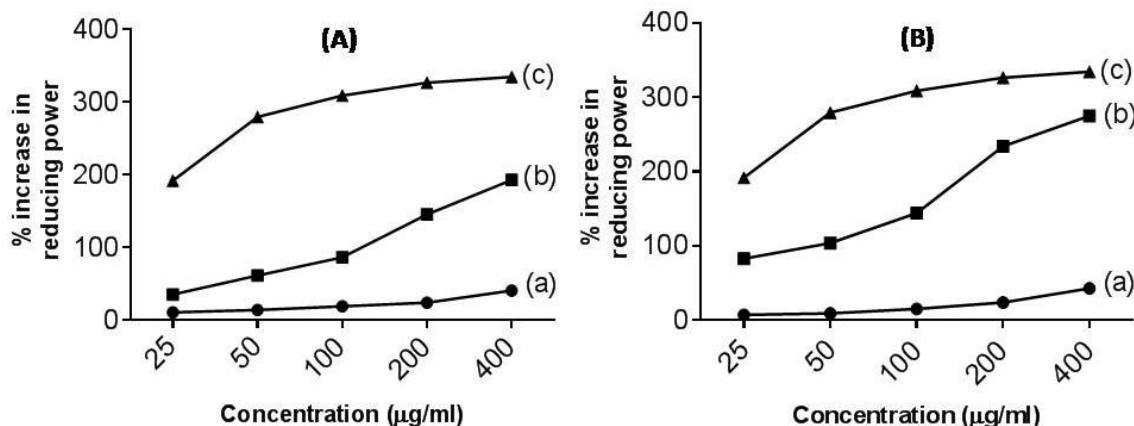 (A)
% increase in
reducing power
400
300
200
100
0
(c)
(b)
(a)
25
50
100
200
400
Concentration (µg/ml)
(B)
% increase in
reducing power
400
300
200
100
0
(c)
(b)
(a)
25
50
100
200
400
Concentration (µg/ml)